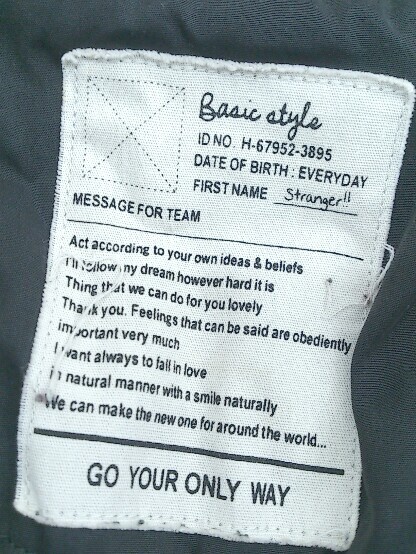 Basic style
ID NO. H-67952-3895
DATE OF BIRTH : EVERYDAY
FIRST NAME Stranger!!
MESSAGE FOR TEAM
Act according to your own ideas & beliefs
I'll follow my dream however hard it is
Thing that we can do for you lovely
Thank you. Feelings that can be said are obediently
important very much
I want always to fall in love
in natural manner with a smile naturally
We can make the new one for around the world...
GO YOUR ONLY WAY